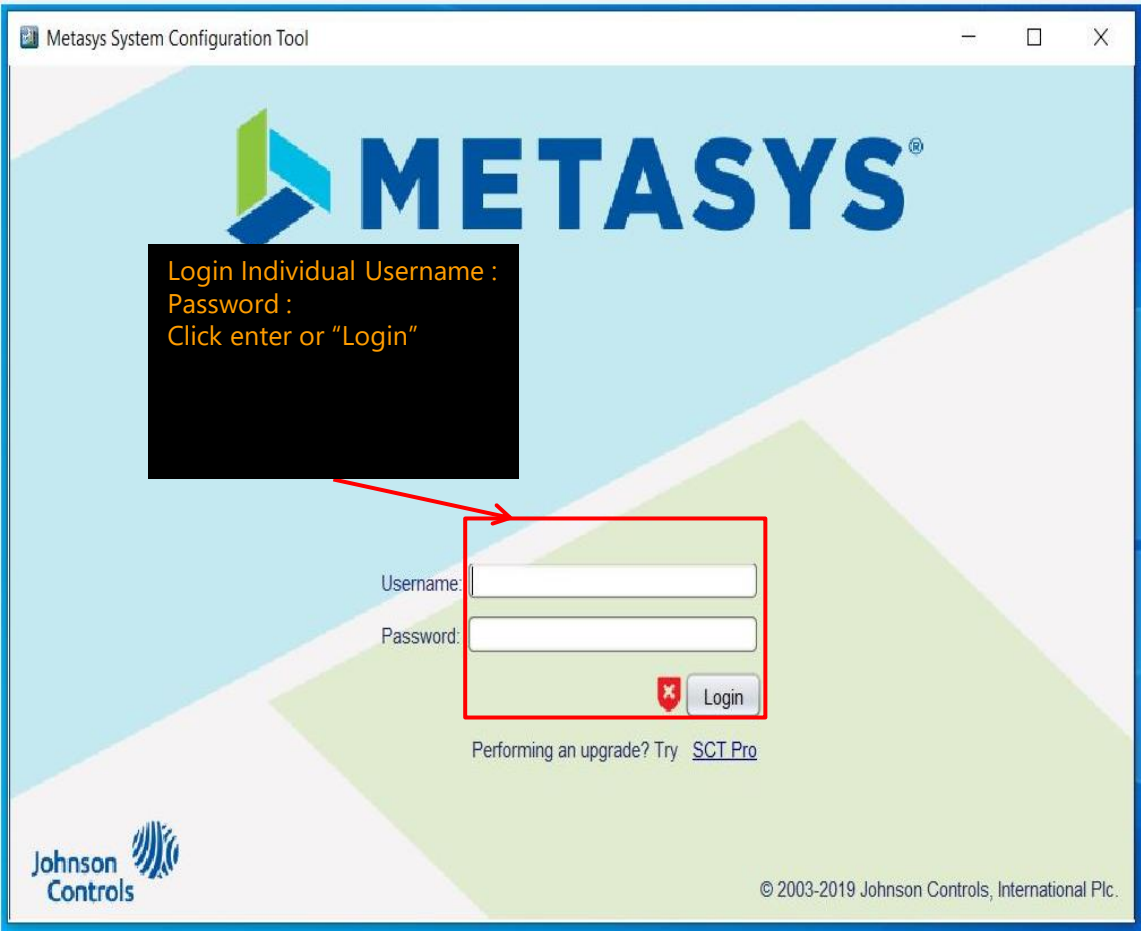 Metasys System Configuration Tool
METASYS®
Login Individual Username :
Password :
Click enter or “Login”
Username:
Password:
Login
Performing an upgrade? Try SCT Pro
Johnson
Controls
© 2003-2019 Johnson Controls, International Plc.